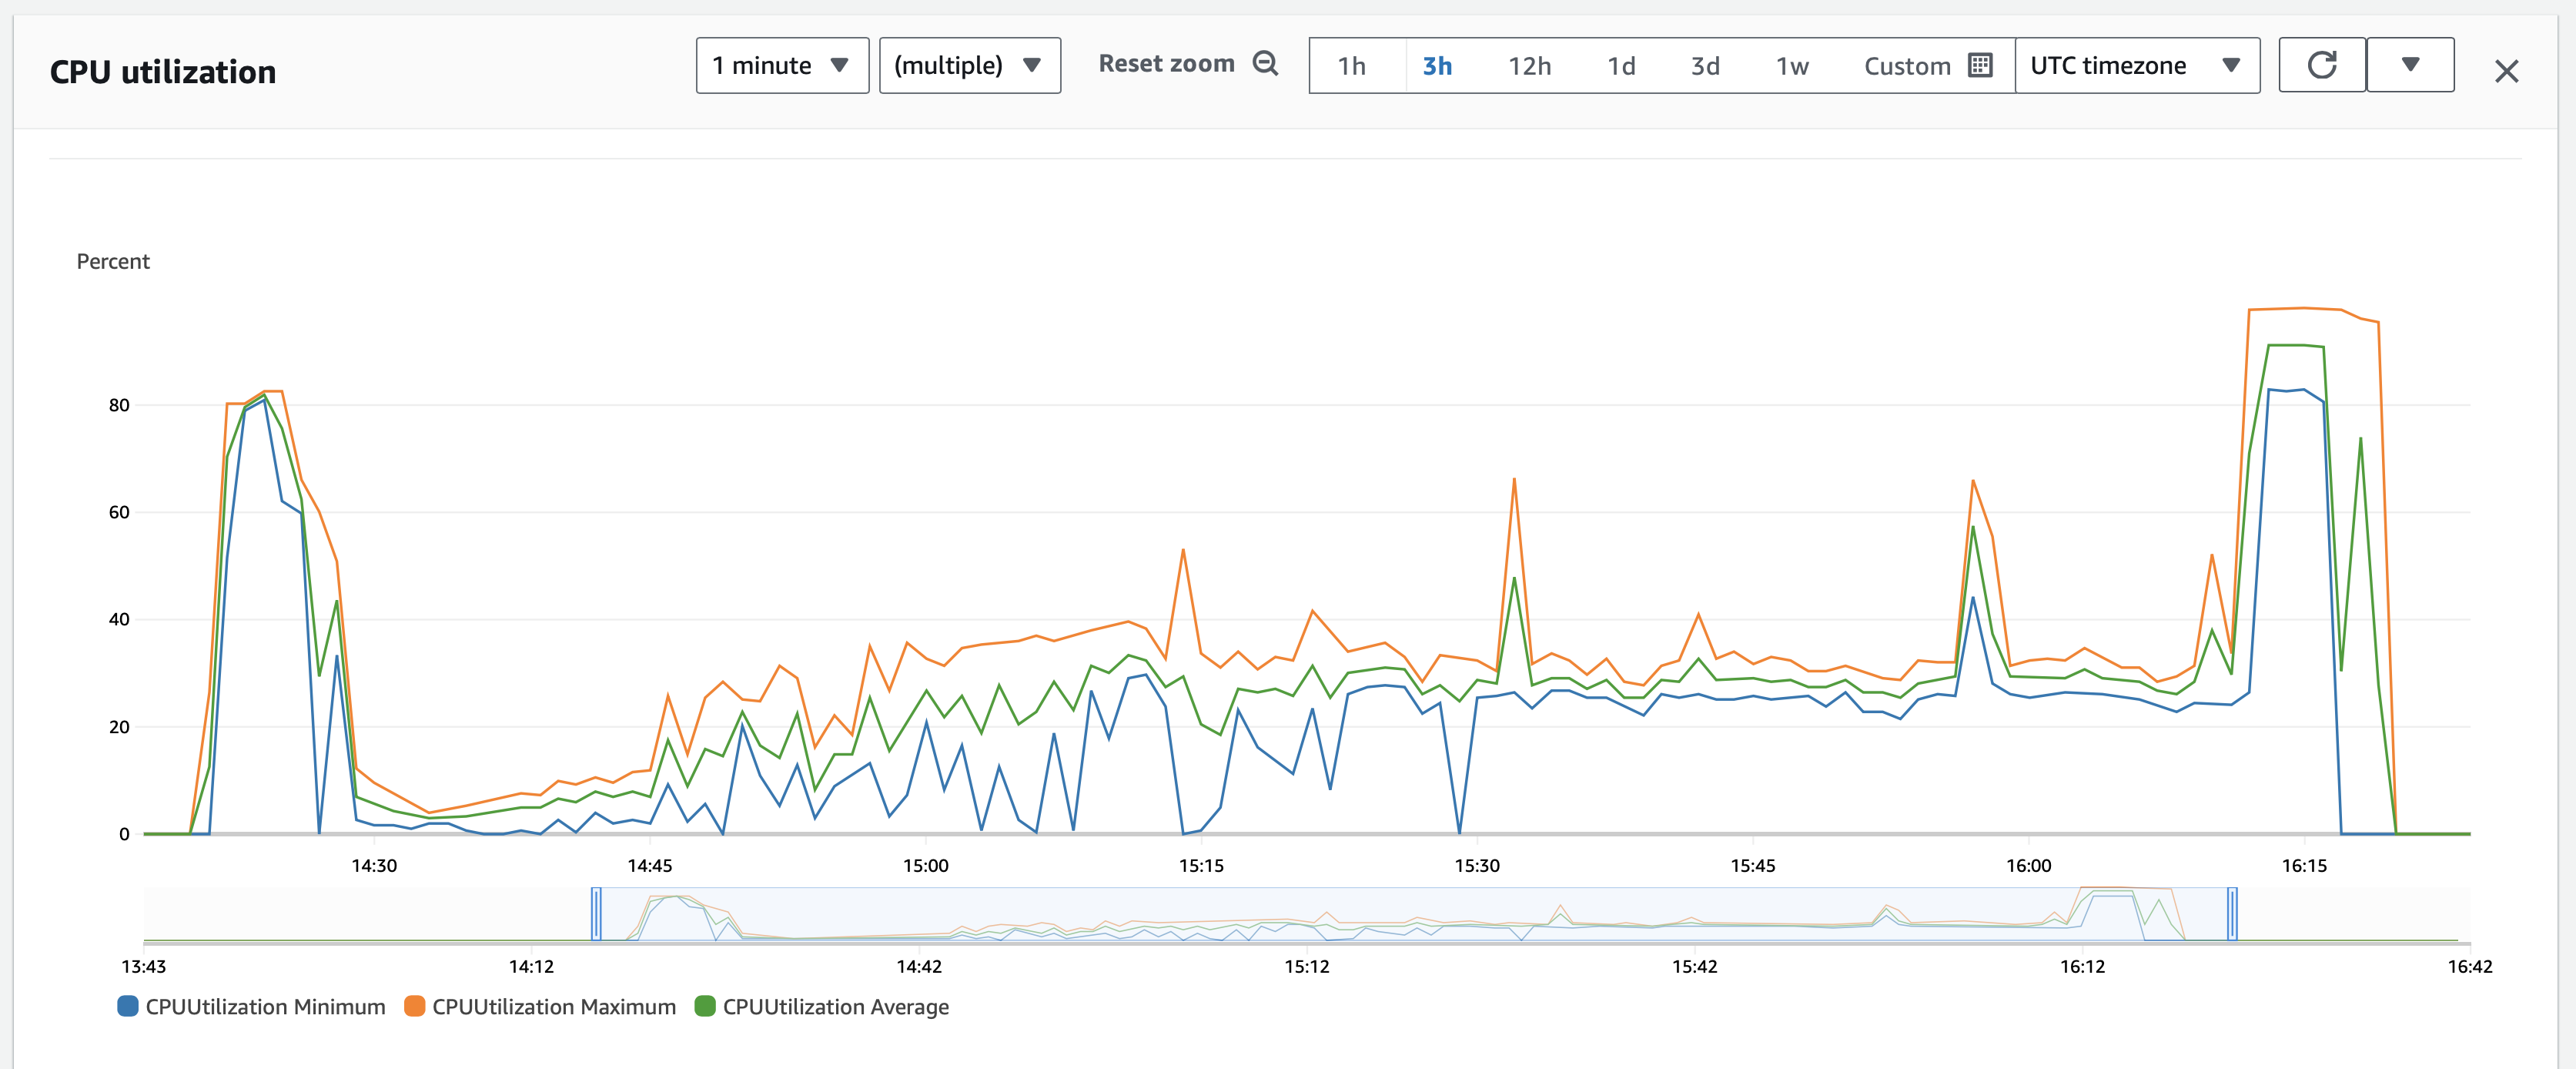 CPU utilization 1 minute (multiple) Reset zoom 1h 3h 12h 1d 3d 1w Custom UTC timezone
Percent
80
60
40
20
0
14:30 14:45 15:00 15:15 15:30 15:45 16:00 16:15
13:43 14:12 14:42 15:12 15:42 16:12 16:42
CPUUtilization Minimum CPUUtilization Maximum CPUUtilization Average